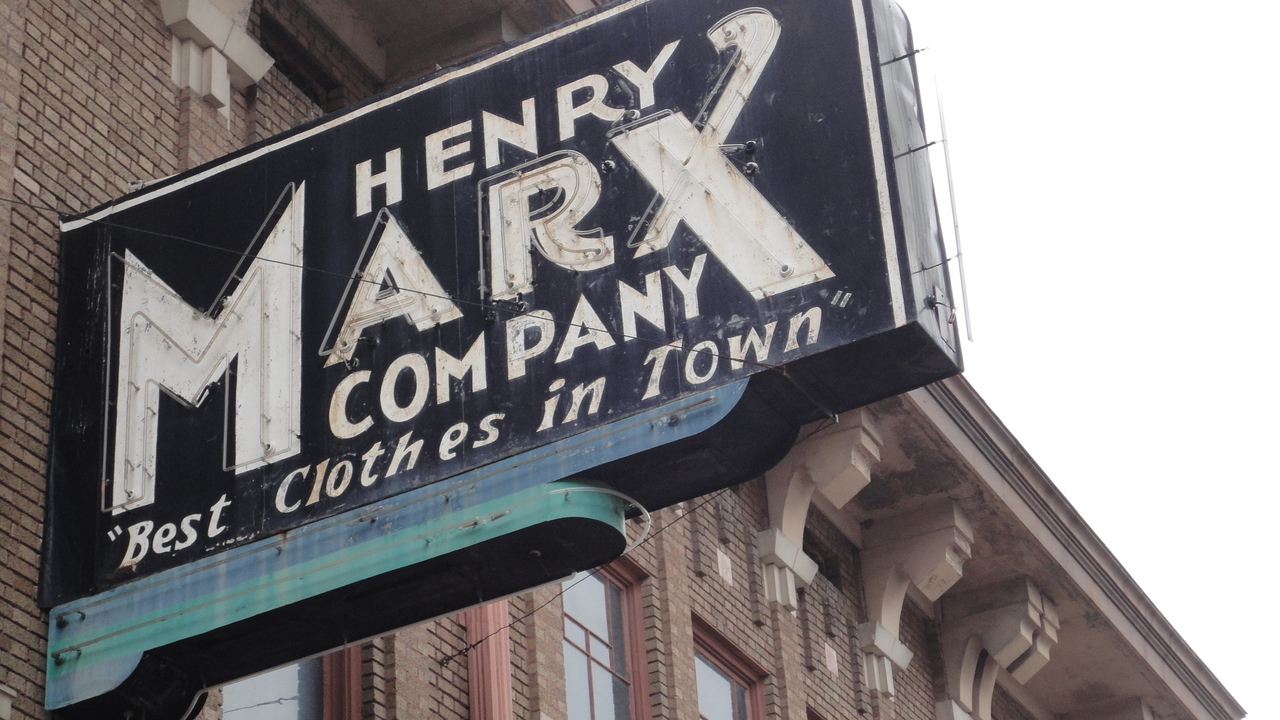 HENRY
MARX
COMPANY
"Best Clothes in Town"